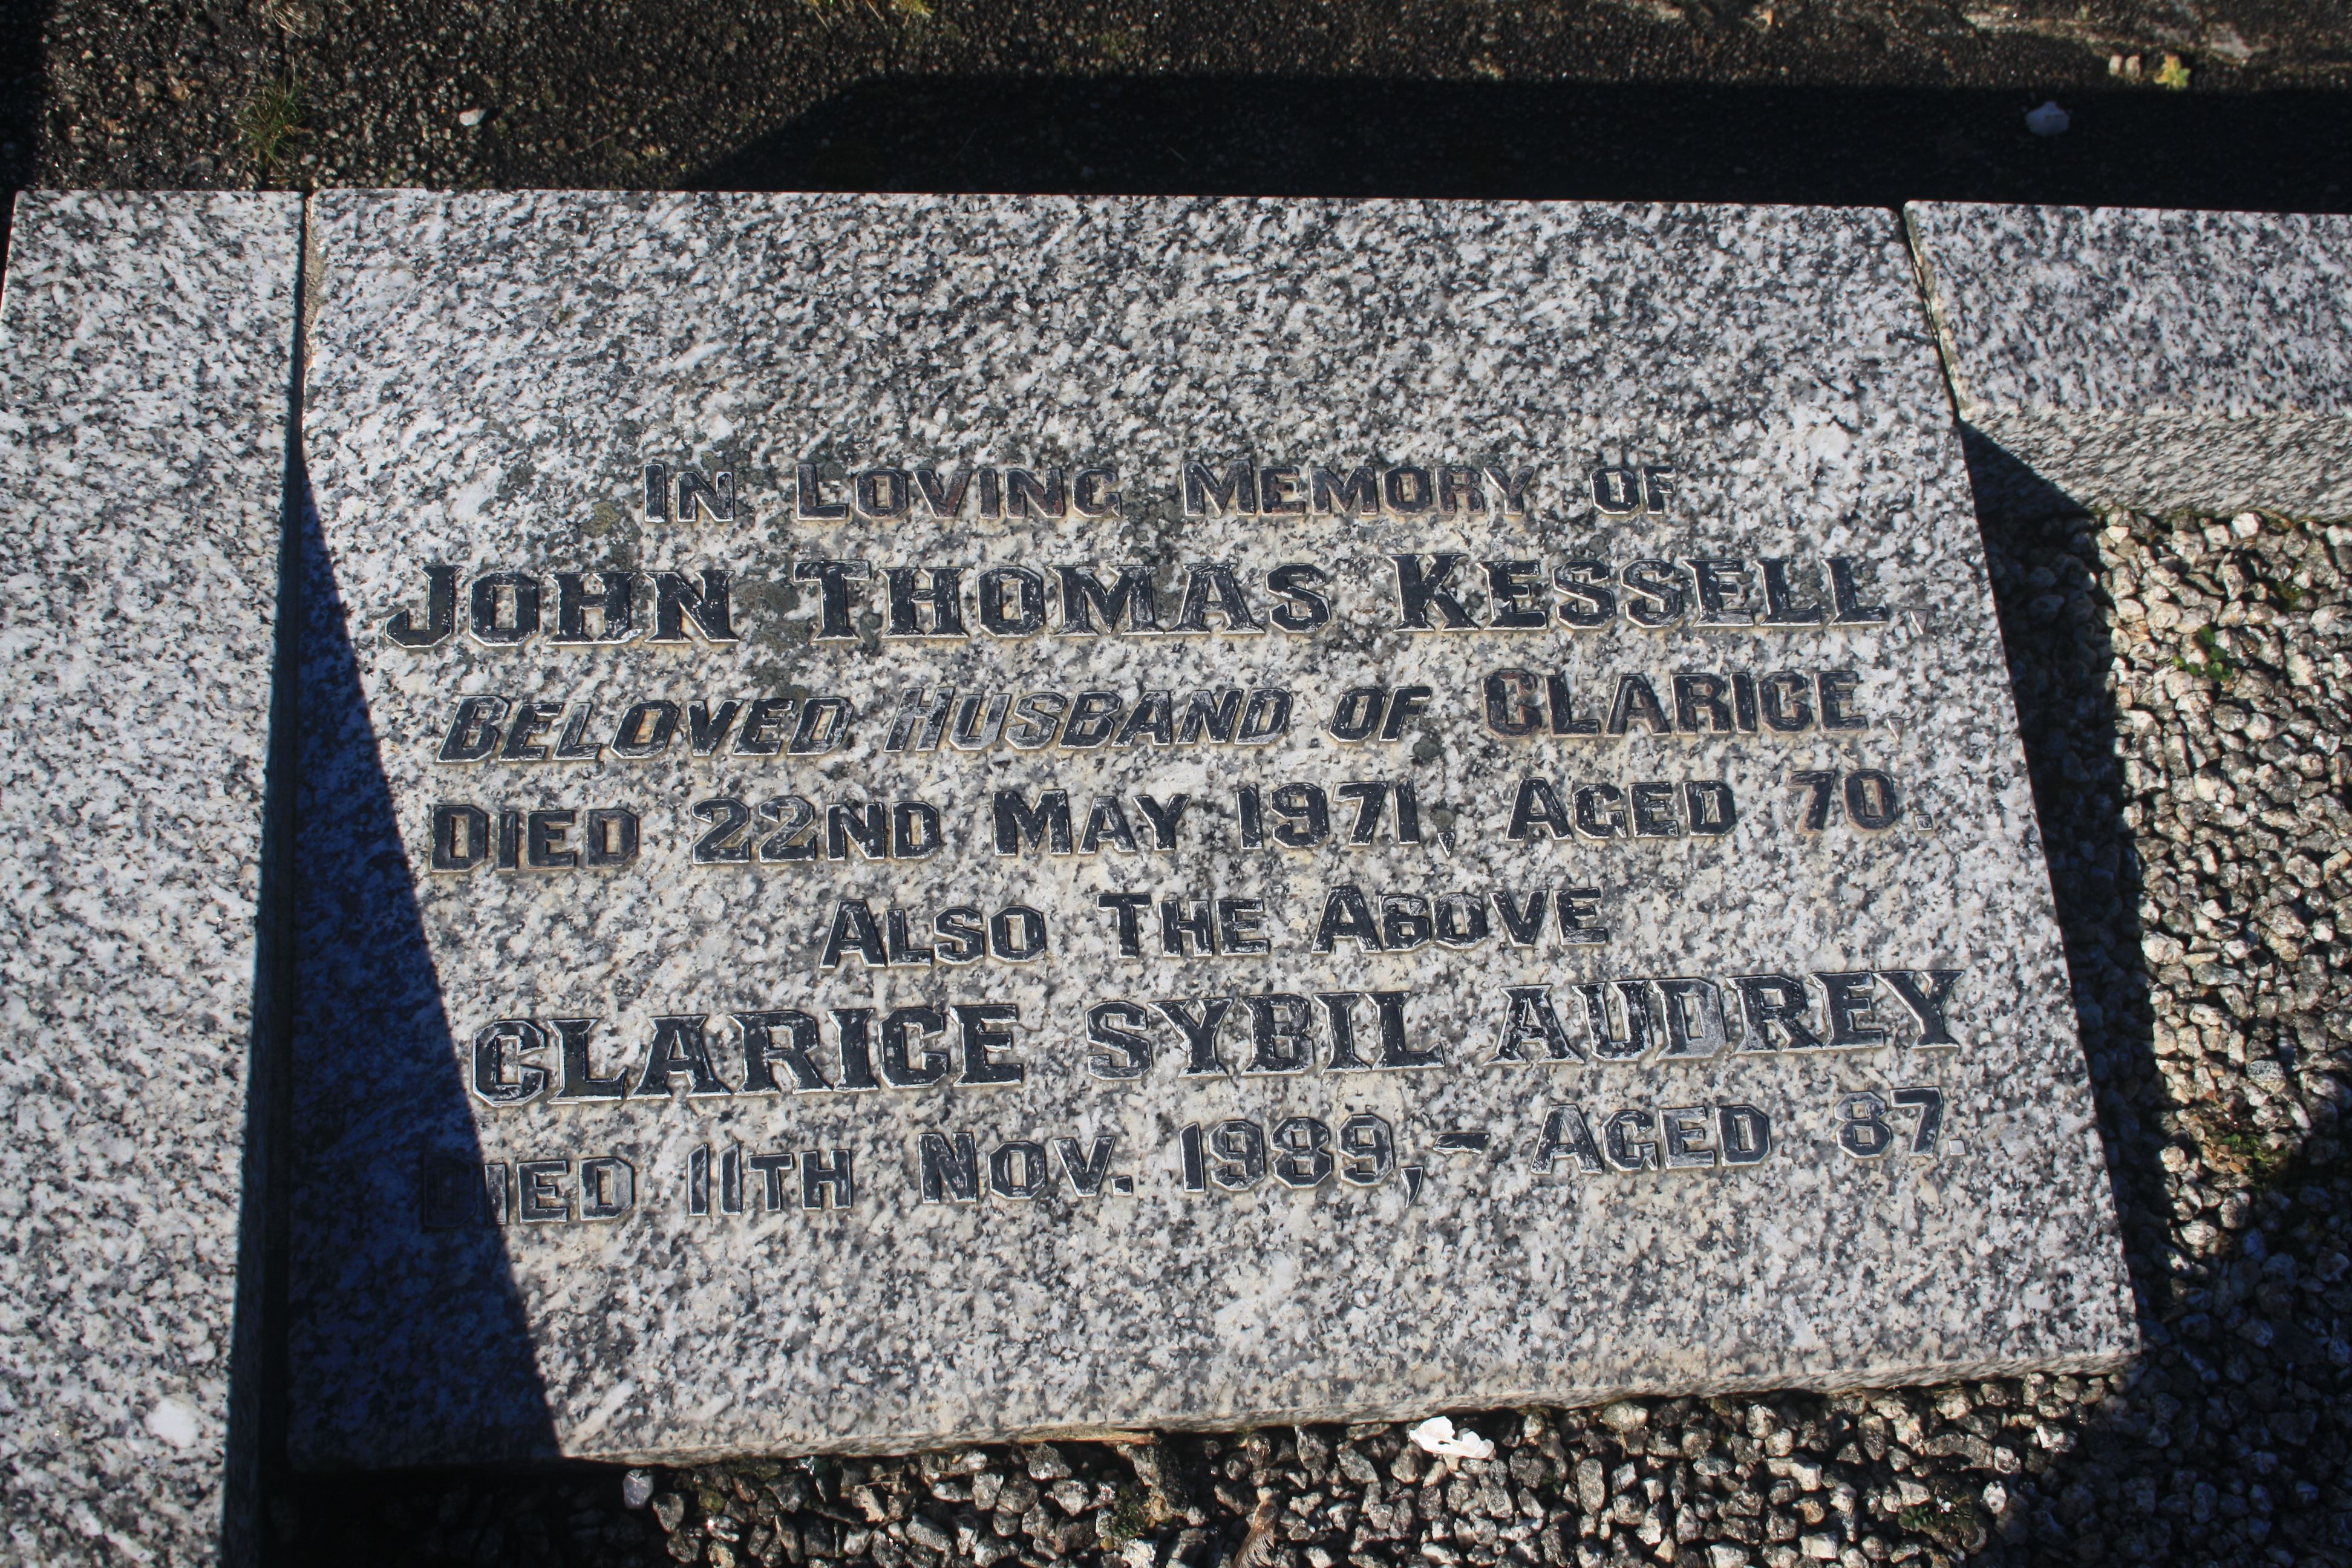 In Loving Memory of
John Thomas Kessell,
Beloved Husband of Clarice,
Died 22nd May 1971, Aged 70.
Also The Above
Clarice Sybil Audrey
Died 11th Nov. 1989,- Aged 87.